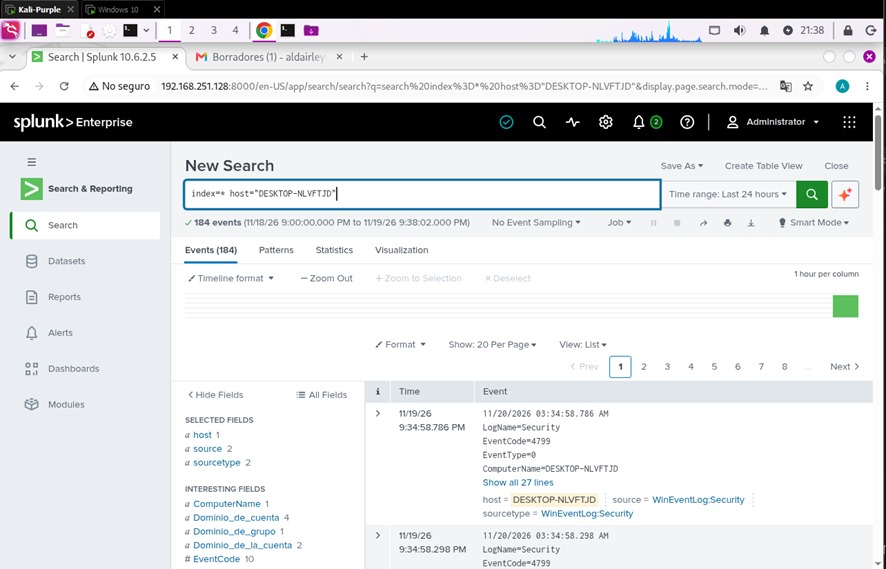 Kali-Purple
Windows 10
1
2
3
4
21:38
Search | Splunk 10.6.2.5
Borradores (1) - aldairley
No seguro
192.168.251.128:8000/en-US/app/search/search?q=search%20index%3D*%20host%3D"DESKTOP-NLVFTJD"&display.page.search.mode=...
A
splunk>Enterprise
2
Administrator
Search & Reporting
Search
Datasets
Reports
Alerts
Dashboards
Modules
New Search
Save As
Create Table View
Close
index=* host="DESKTOP-NLVFTJD"
Time range: Last 24 hours
184 events (11/18/26 9:00:00.000 PM to 11/19/26 9:38:02.000 PM)
No Event Sampling
Job
Smart Mode
Events (184)
Patterns
Statistics
Visualization
Timeline format
— Zoom Out
+ Zoom to Selection
× Deselect
1 hour per column
Format
Show: 20 Per Page
View: List
< Prev
1
2
3
4
5
6
7
8
...
Next >
< Hide Fields
All Fields
SELECTED FIELDS
a host 1
a source 2
a sourcetype 2
INTERESTING FIELDS
a ComputerName 1
a Dominio_de_cuenta 4
a Dominio_de_grupo 1
a Dominio_de_la_cuenta 2
# EventCode 10
i
Time
Event
11/19/26
9:34:58.786 PM
11/20/2026 03:34:58.786 AM
LogName=Security
EventCode=4799
EventType=0
ComputerName=DESKTOP-NLVFTJD
Show all 27 lines
host = DESKTOP-NLVFTJD
source = WinEventLog:Security
sourcetype = WinEventLog:Security
11/19/26
9:34:58.298 PM
11/20/2026 03:34:58.298 AM
LogName=Security
EventCode=4799